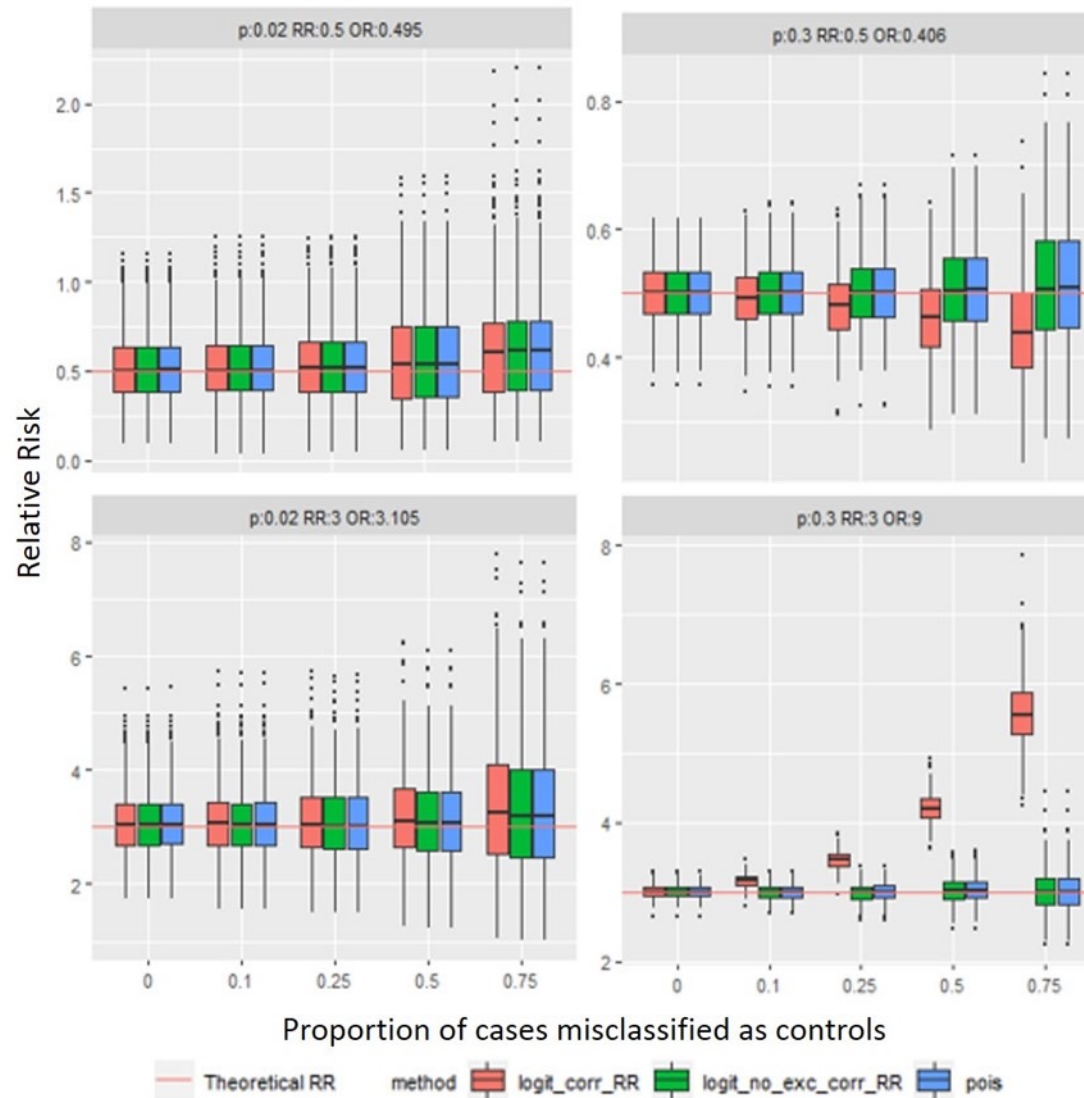 p:0.02 RR:0.5 OR:0.495
2.0
1.5
1.0
0.5
0.0
p:0.3 RR:0.5 OR:0.406
0.8
0.6
0.4
Relative Risk
p:0.02 RR:3 OR:3.105
8
6
4
2
0 0.1 0.25 0.5 0.75
p:0.3 RR:3 OR:9
8
6
4
2
0 0.1 0.25 0.5 0.75
Proportion of cases misclassified as controls
Theoretical RR method logit_corr_RR logit_no_exc_corr_RR pois